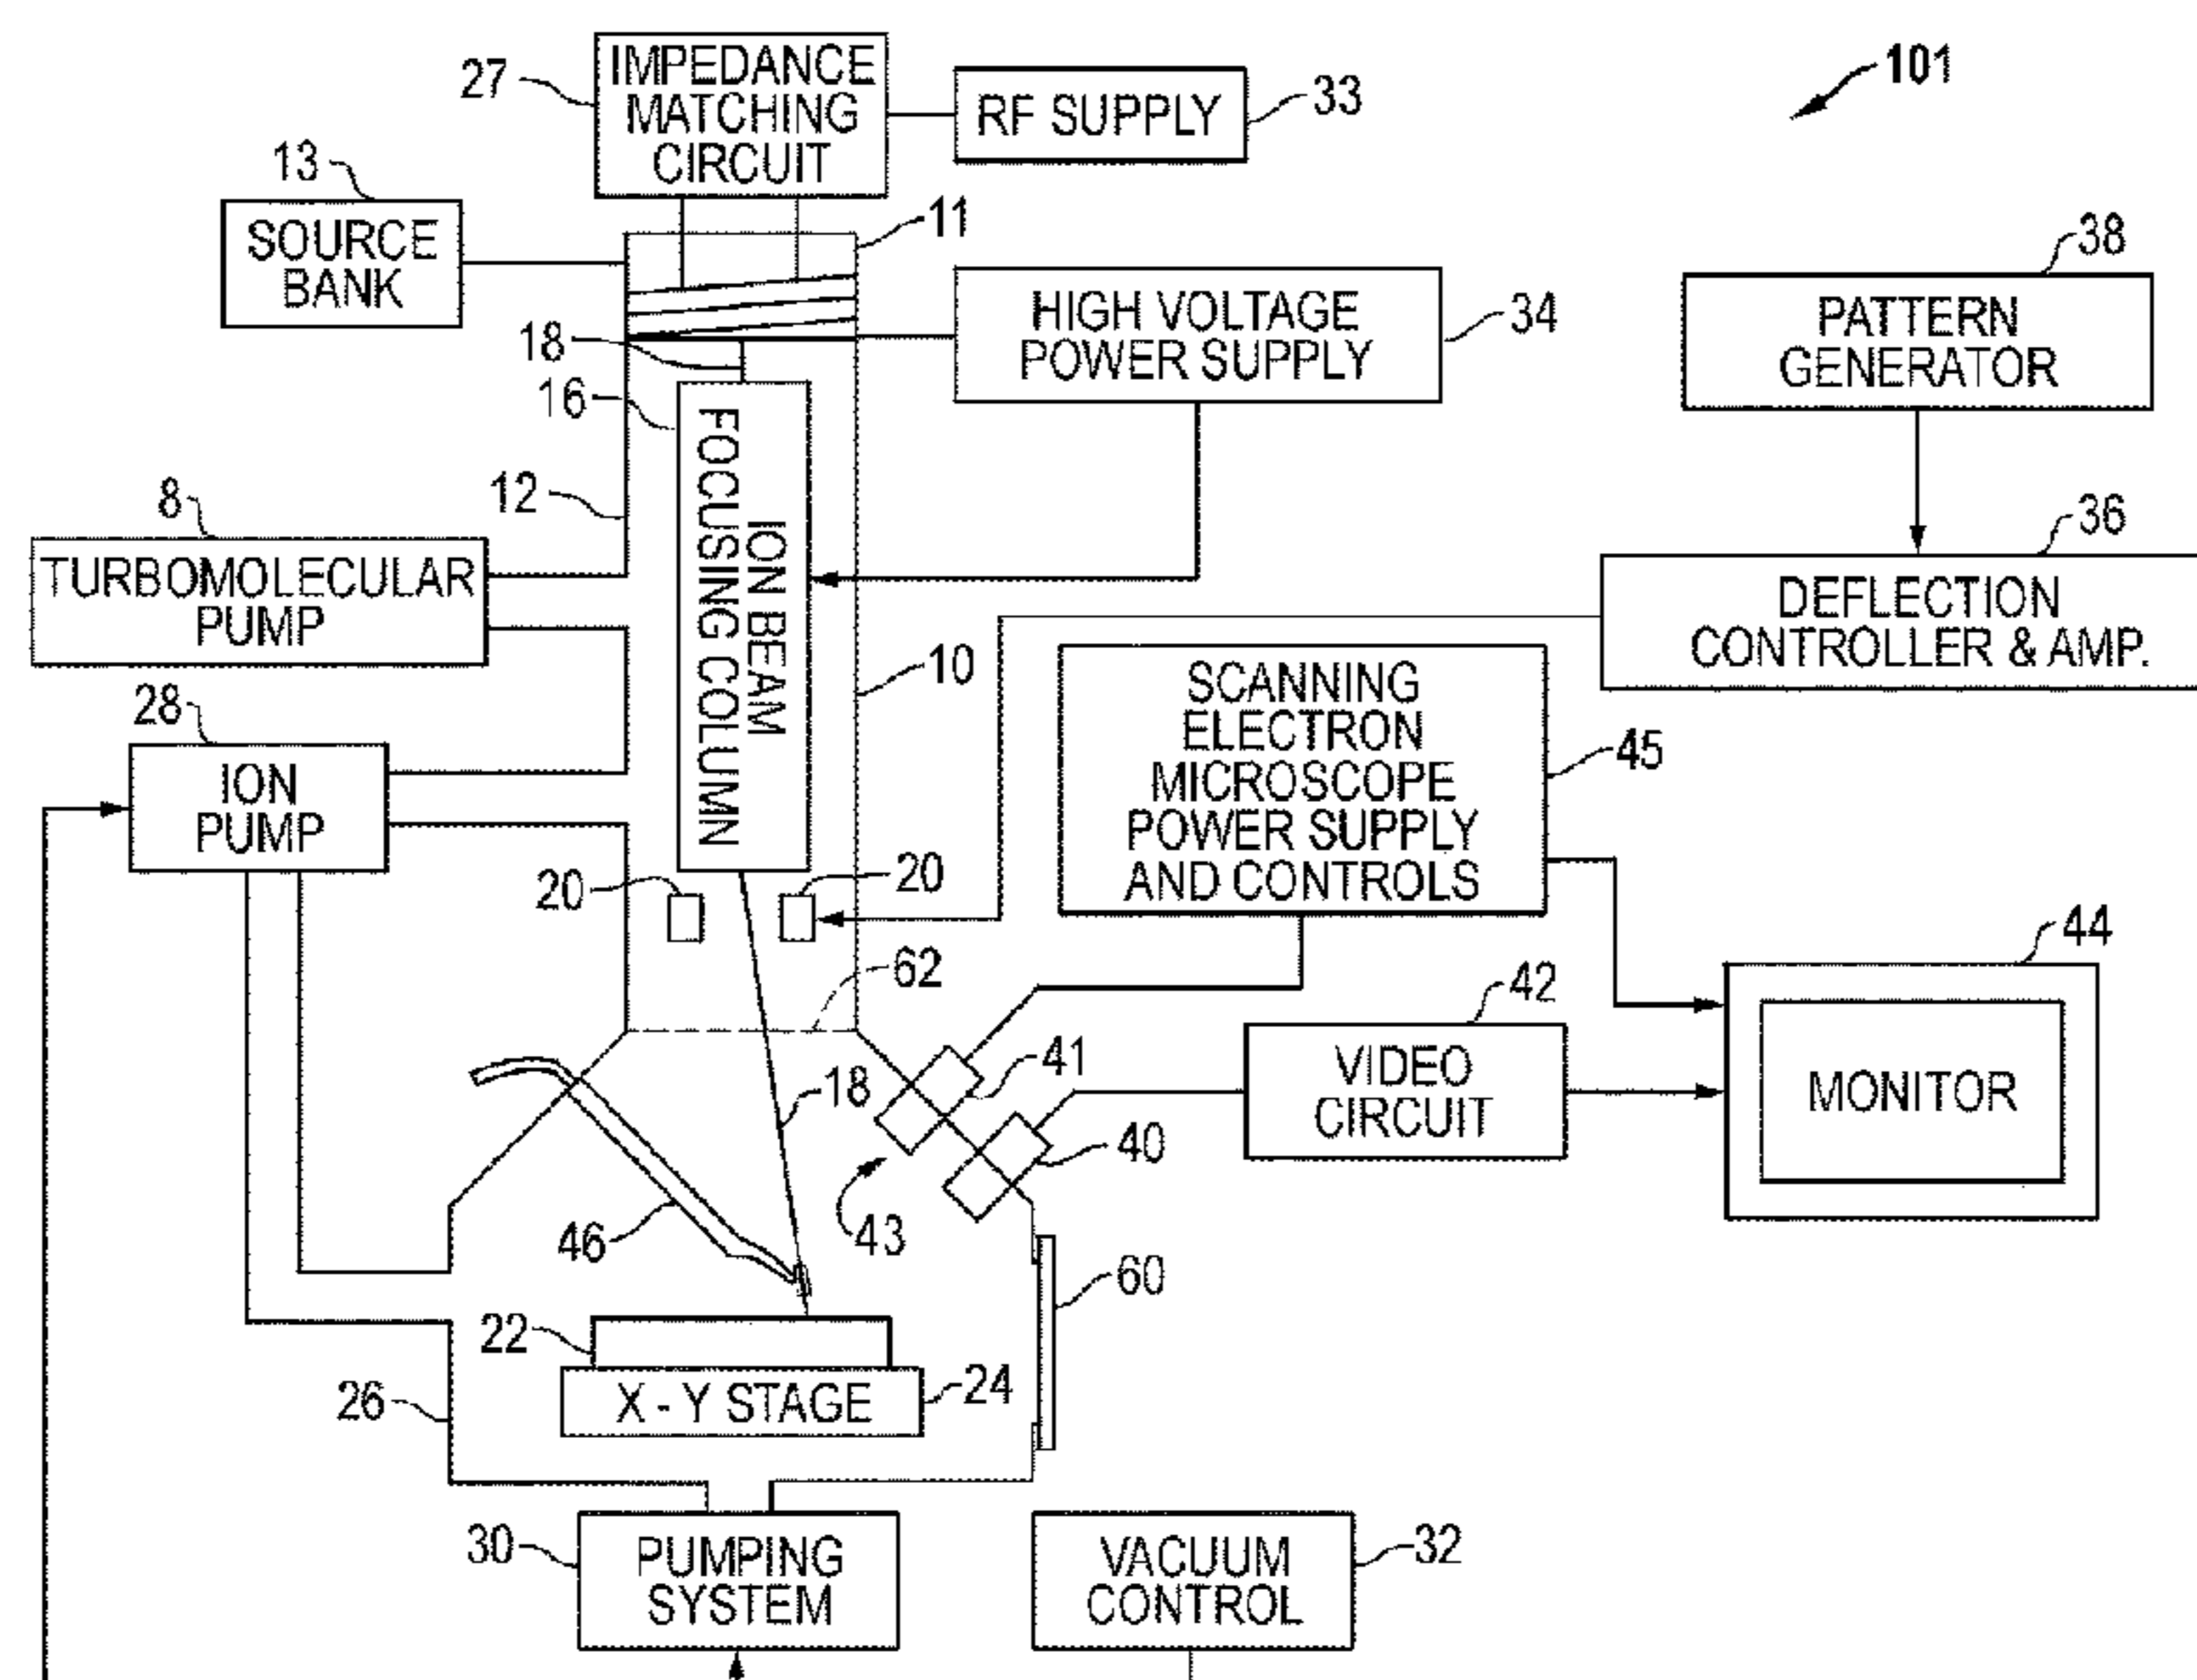 101
27
IMPEDANCE
MATCHING
CIRCUIT
RF SUPPLY
33
13
SOURCE
BANK
11
HIGH VOLTAGE
POWER SUPPLY
34
38
PATTERN
GENERATOR
18
16
ION BEAM
FOCUSING COLUMN
12
8
TURBOMOLECULAR
PUMP
36
DEFLECTION
CONTROLLER & AMP.
10
SCANNING
ELECTRON
MICROSCOPE
POWER SUPPLY
AND CONTROLS
45
28
ION
PUMP
20
20
62
44
MONITOR
42
VIDEO
CIRCUIT
41
18
40
46
43
60
22
X - Y STAGE
24
26
30
PUMPING
SYSTEM
VACUUM
CONTROL
32